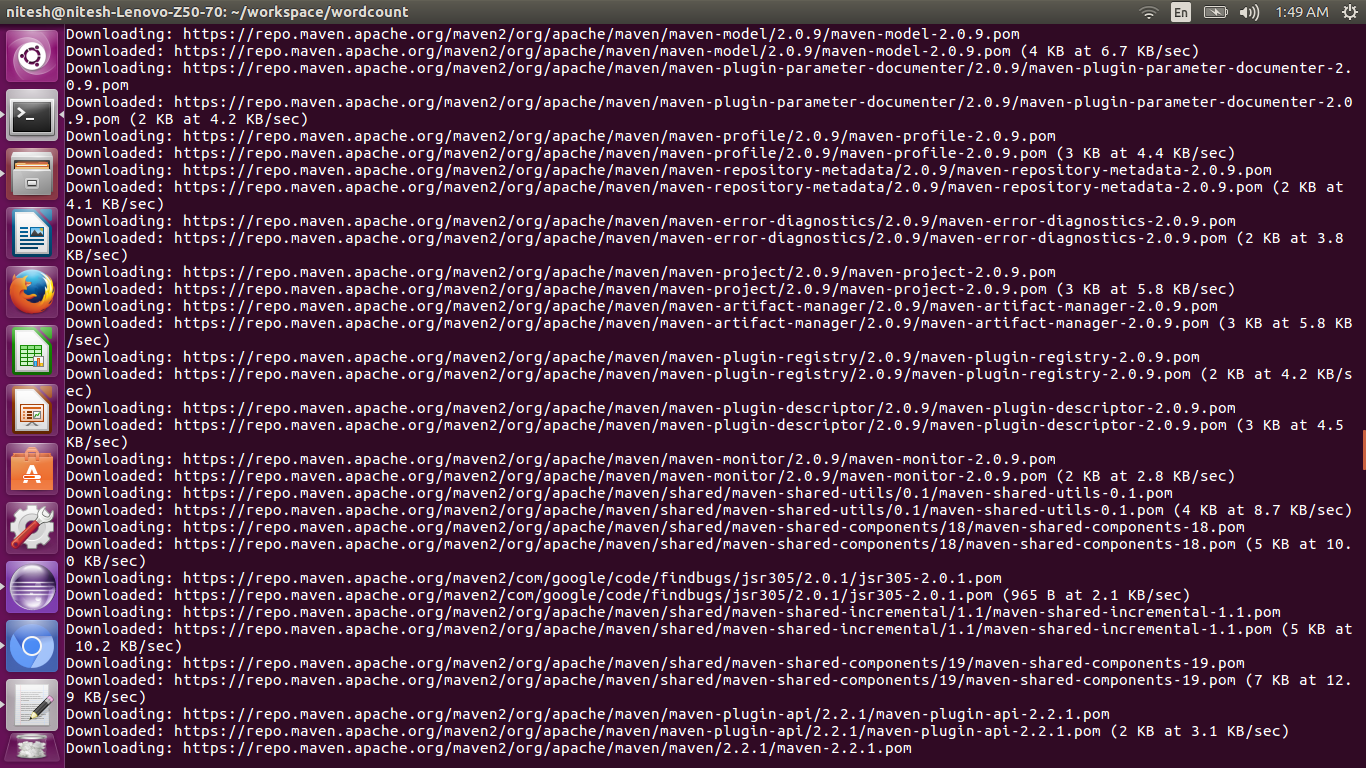 nitesh@nitesh-Lenovo-Z50-70: ~/workspace/wordcount
En
1:49 AM
Downloading: https://repo.maven.apache.org/maven2/org/apache/maven/maven-model/2.0.9/maven-model-2.0.9.pom
Downloaded: https://repo.maven.apache.org/maven2/org/apache/maven/maven-model/2.0.9/maven-model-2.0.9.pom (4 KB at 6.7 KB/sec)
Downloading: https://repo.maven.apache.org/maven2/org/apache/maven/maven-plugin-parameter-documenter/2.0.9/maven-plugin-parameter-documenter-2.
0.9.pom
Downloaded: https://repo.maven.apache.org/maven2/org/apache/maven/maven-plugin-parameter-documenter/2.0.9/maven-plugin-parameter-documenter-2.0
.9.pom (2 KB at 4.2 KB/sec)
Downloading: https://repo.maven.apache.org/maven2/org/apache/maven/maven-profile/2.0.9/maven-profile-2.0.9.pom
Downloaded: https://repo.maven.apache.org/maven2/org/apache/maven/maven-profile/2.0.9/maven-profile-2.0.9.pom (3 KB at 4.4 KB/sec)
Downloading: https://repo.maven.apache.org/maven2/org/apache/maven/maven-repository-metadata/2.0.9/maven-repository-metadata-2.0.9.pom
Downloaded: https://repo.maven.apache.org/maven2/org/apache/maven/maven-repository-metadata/2.0.9/maven-repository-metadata-2.0.9.pom (2 KB at
4.1 KB/sec)
Downloading: https://repo.maven.apache.org/maven2/org/apache/maven/maven-error-diagnostics/2.0.9/maven-error-diagnostics-2.0.9.pom
Downloaded: https://repo.maven.apache.org/maven2/org/apache/maven/maven-error-diagnostics/2.0.9/maven-error-diagnostics-2.0.9.pom (2 KB at 3.8
KB/sec)
Downloading: https://repo.maven.apache.org/maven2/org/apache/maven/maven-project/2.0.9/maven-project-2.0.9.pom
Downloaded: https://repo.maven.apache.org/maven2/org/apache/maven/maven-project/2.0.9/maven-project-2.0.9.pom (3 KB at 5.8 KB/sec)
Downloading: https://repo.maven.apache.org/maven2/org/apache/maven/maven-artifact-manager/2.0.9/maven-artifact-manager-2.0.9.pom
Downloaded: https://repo.maven.apache.org/maven2/org/apache/maven/maven-artifact-manager/2.0.9/maven-artifact-manager-2.0.9.pom (3 KB at 5.8 KB
/sec)
Downloading: https://repo.maven.apache.org/maven2/org/apache/maven/maven-plugin-registry/2.0.9/maven-plugin-registry-2.0.9.pom
Downloaded: https://repo.maven.apache.org/maven2/org/apache/maven/maven-plugin-registry/2.0.9/maven-plugin-registry-2.0.9.pom (2 KB at 4.2 KB/s
ec)
Downloading: https://repo.maven.apache.org/maven2/org/apache/maven/maven-plugin-descriptor/2.0.9/maven-plugin-descriptor-2.0.9.pom
Downloaded: https://repo.maven.apache.org/maven2/org/apache/maven/maven-plugin-descriptor/2.0.9/maven-plugin-descriptor-2.0.9.pom (3 KB at 4.5
KB/sec)
Downloading: https://repo.maven.apache.org/maven2/org/apache/maven/maven-monitor/2.0.9/maven-monitor-2.0.9.pom
Downloaded: https://repo.maven.apache.org/maven2/org/apache/maven/maven-monitor/2.0.9/maven-monitor-2.0.9.pom (2 KB at 2.8 KB/sec)
Downloading: https://repo.maven.apache.org/maven2/org/apache/maven/shared/maven-shared-utils/0.1/maven-shared-utils-0.1.pom
Downloaded: https://repo.maven.apache.org/maven2/org/apache/maven/shared/maven-shared-utils/0.1/maven-shared-utils-0.1.pom (4 KB at 8.7 KB/sec)
Downloading: https://repo.maven.apache.org/maven2/org/apache/maven/shared/maven-shared-components/18/maven-shared-components-18.pom
Downloaded: https://repo.maven.apache.org/maven2/org/apache/maven/shared/maven-shared-components/18/maven-shared-components-18.pom (5 KB at 10.
0 KB/sec)
Downloading: https://repo.maven.apache.org/maven2/com/google/code/findbugs/jsr305/2.0.1/jsr305-2.0.1.pom
Downloaded: https://repo.maven.apache.org/maven2/com/google/code/findbugs/jsr305/2.0.1/jsr305-2.0.1.pom (965 B at 2.1 KB/sec)
Downloading: https://repo.maven.apache.org/maven2/org/apache/maven/shared/maven-shared-incremental/1.1/maven-shared-incremental-1.1.pom
Downloaded: https://repo.maven.apache.org/maven2/org/apache/maven/shared/maven-shared-incremental/1.1/maven-shared-incremental-1.1.pom (5 KB at
10.2 KB/sec)
Downloading: https://repo.maven.apache.org/maven2/org/apache/maven/shared/maven-shared-components/19/maven-shared-components-19.pom
Downloaded: https://repo.maven.apache.org/maven2/org/apache/maven/shared/maven-shared-components/19/maven-shared-components-19.pom (7 KB at 12.
9 KB/sec)
Downloading: https://repo.maven.apache.org/maven2/org/apache/maven/maven-plugin-api/2.2.1/maven-plugin-api-2.2.1.pom
Downloaded: https://repo.maven.apache.org/maven2/org/apache/maven/maven-plugin-api/2.2.1/maven-plugin-api-2.2.1.pom (2 KB at 3.1 KB/sec)
Downloading: https://repo.maven.apache.org/maven2/org/apache/maven/maven/2.2.1/maven-2.2.1.pom